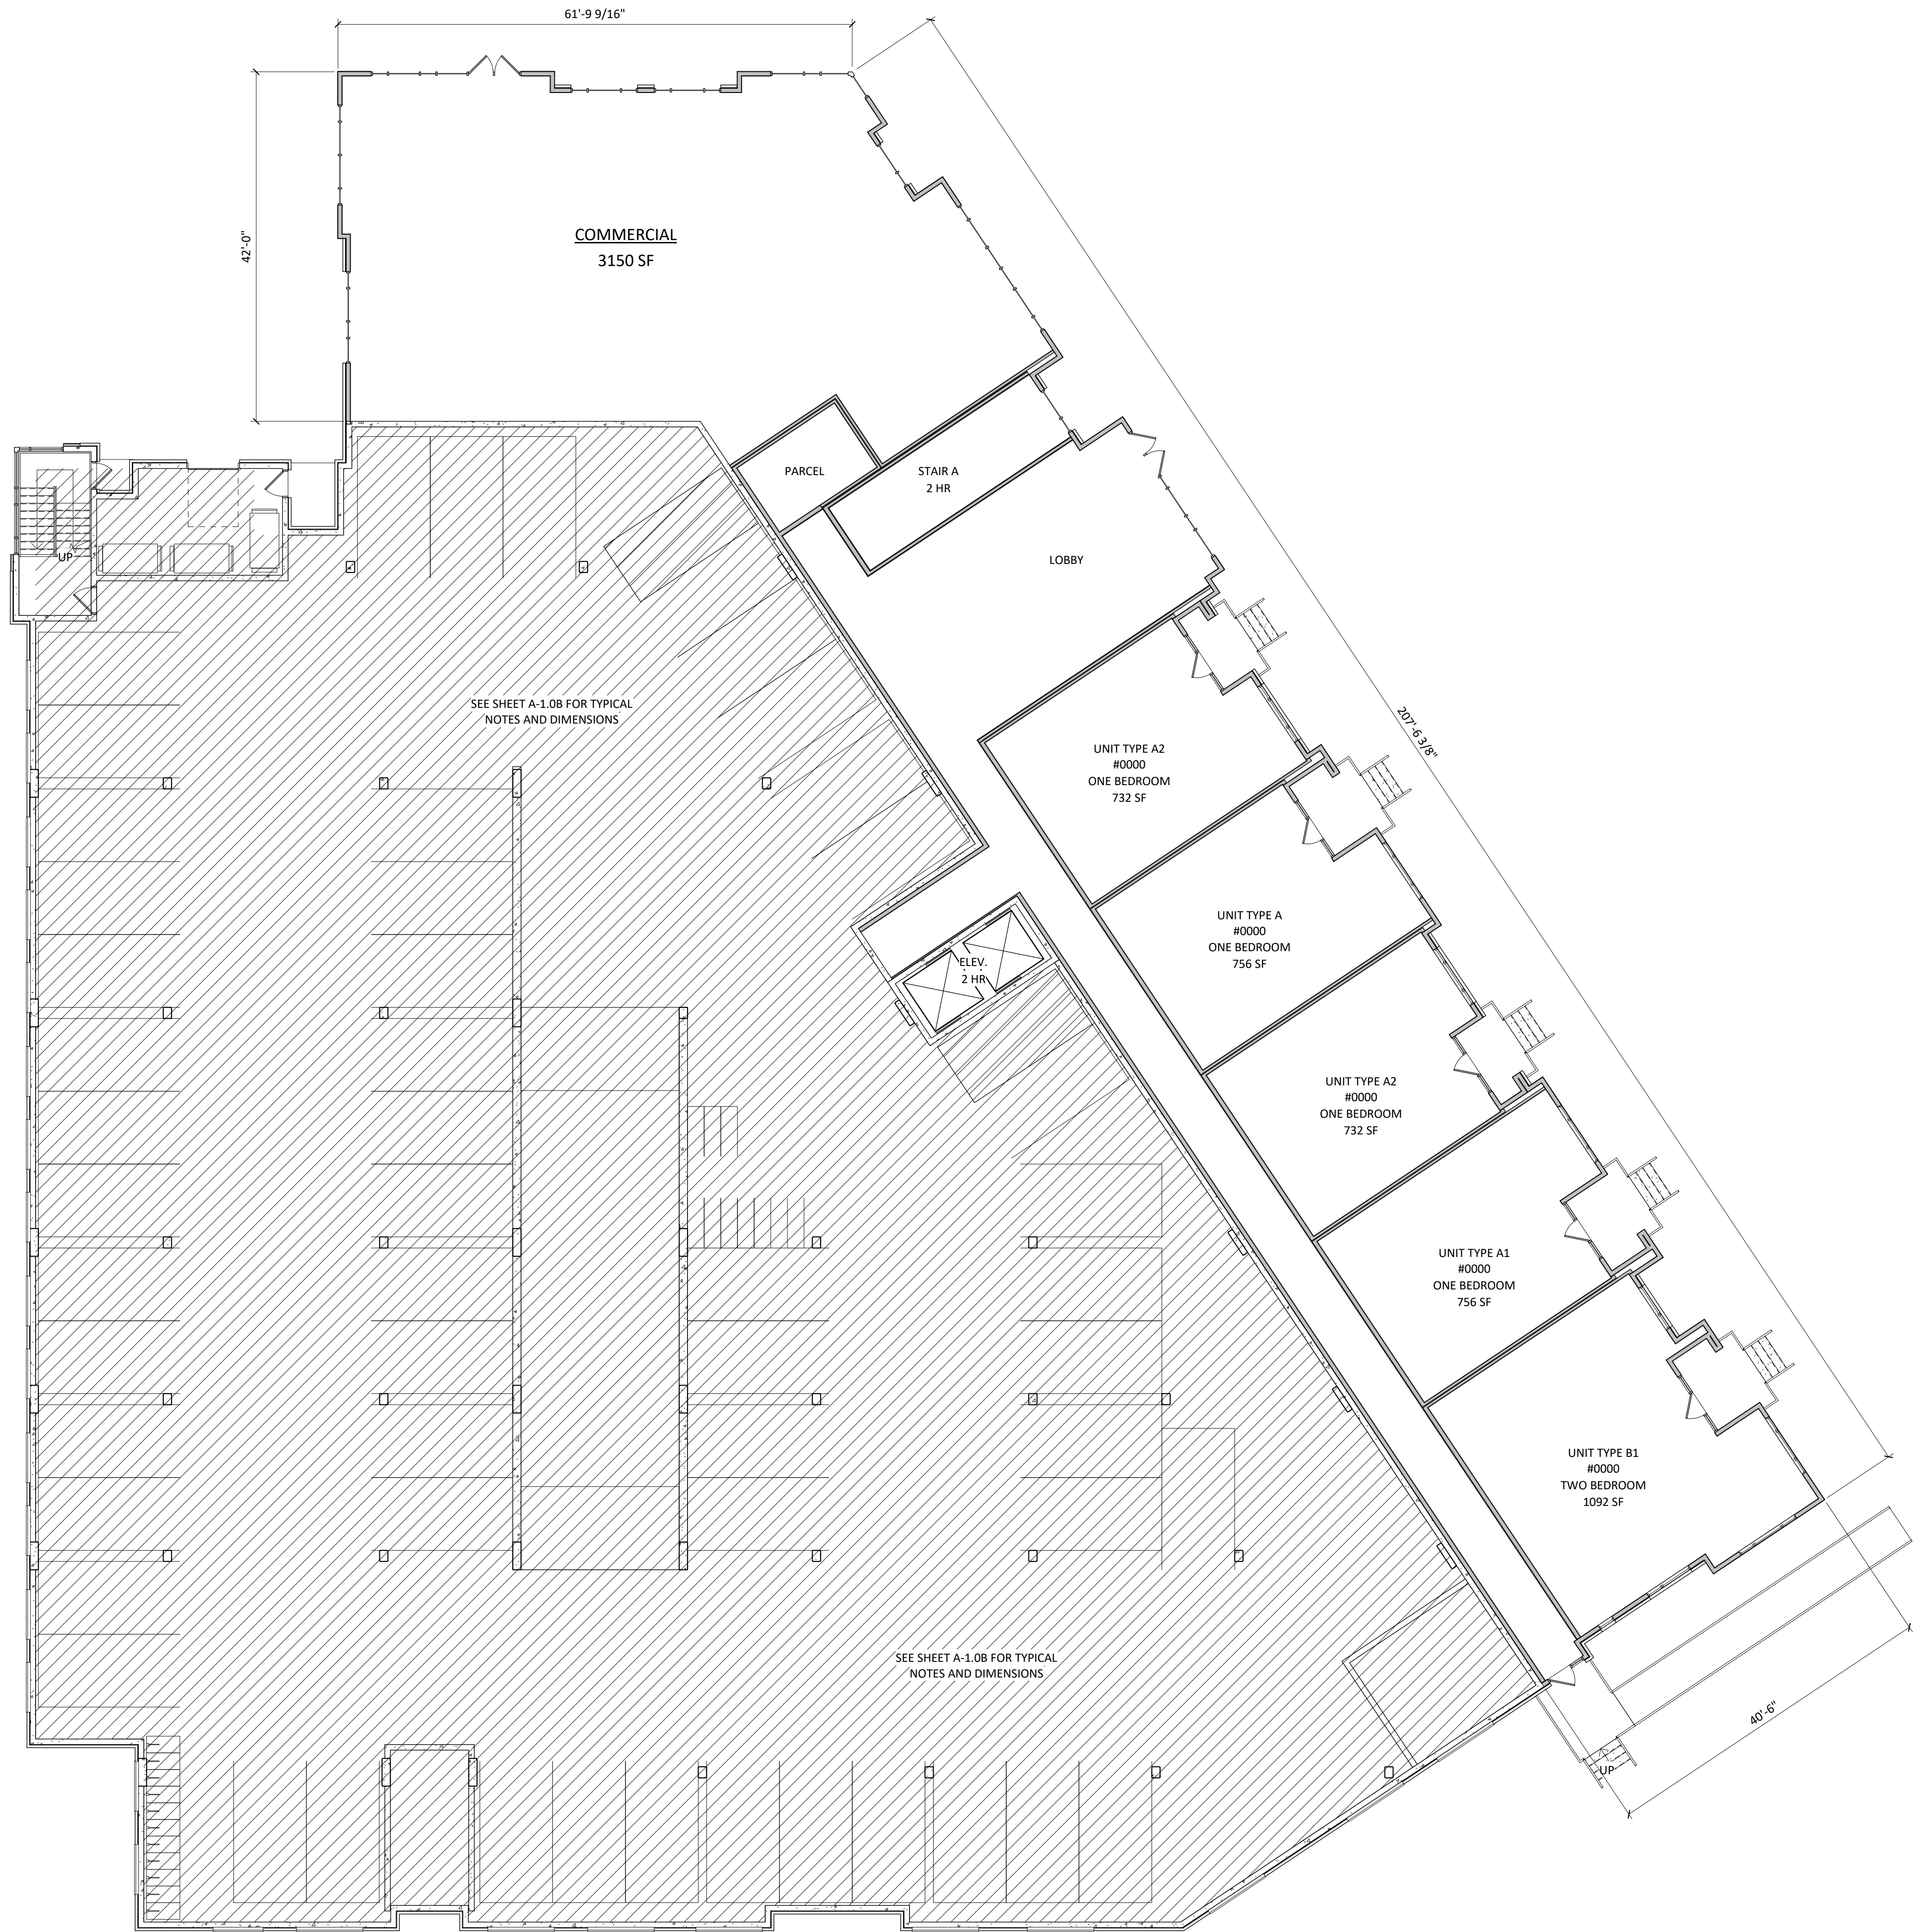 61'-9 9/16"
42'-0"
COMMERCIAL
3150 SF
PARCEL
STAIR A
2 HR
LOBBY
UP
SEE SHEET A-1.0B FOR TYPICAL
NOTES AND DIMENSIONS
207'-6 3/8"
UNIT TYPE A2
#0000
ONE BEDROOM
732 SF
UNIT TYPE A
#0000
ONE BEDROOM
756 SF
ELEV.
2 HR
UNIT TYPE A2
#0000
ONE BEDROOM
732 SF
UNIT TYPE A1
#0000
ONE BEDROOM
756 SF
UNIT TYPE B1
#0000
TWO BEDROOM
1092 SF
SEE SHEET A-1.0B FOR TYPICAL
NOTES AND DIMENSIONS
40'-6"
UP